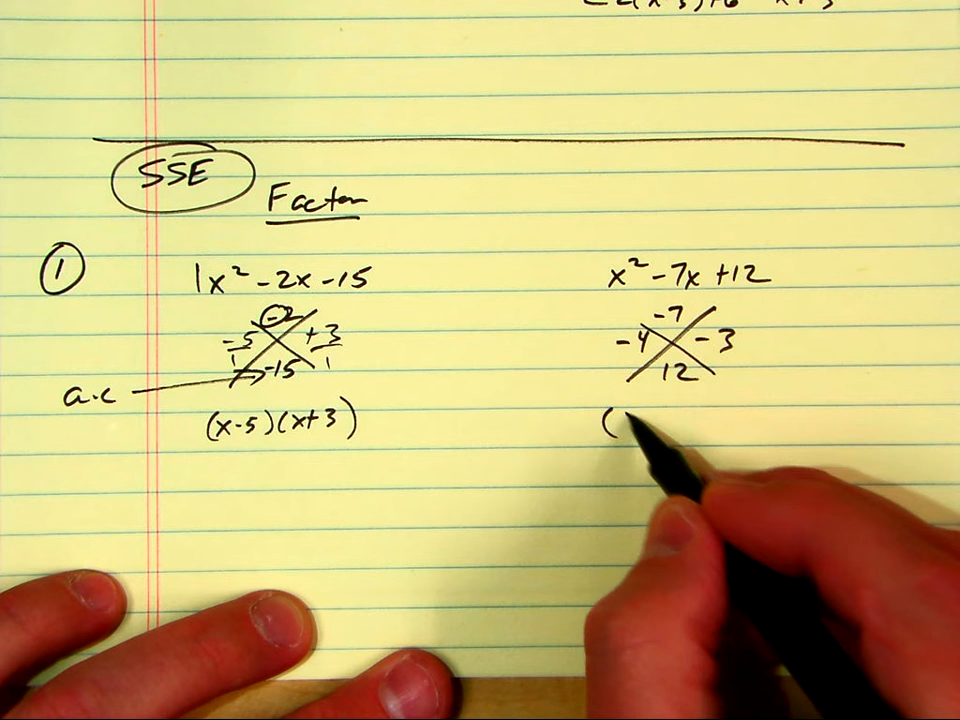 SSE
Factor
① 1x² - 2x - 15
-2
-5 +3
1 1
-15
a·c
(x-5)(x+3)
x² - 7x + 12
-7
-4 -3
12
(